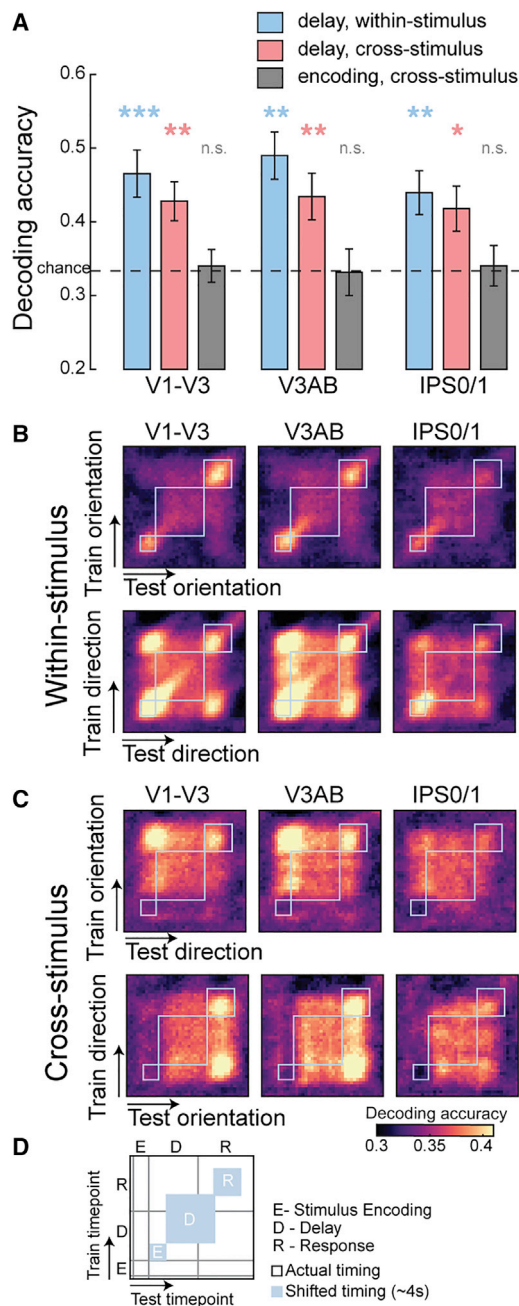 A
delay, within-stimulus
delay, cross-stimulus
encoding, cross-stimulus
Decoding accuracy
0.6
0.5
0.4
chance
0.3
0.2
*** ** n.s. ** ** n.s. ** * n.s.
V1-V3 V3AB IPS0/1
B
V1-V3 V3AB IPS0/1
Within-stimulus
Train orientation
Test orientation
Train direction
Test direction
C
V1-V3 V3AB IPS0/1
Cross-stimulus
Train orientation
Test direction
Train direction
Test orientation
Decoding accuracy
0.3 0.35 0.4
D
E D R
Train timepoint
R R
D D
E E
Test timepoint
E- Stimulus Encoding
D - Delay
R - Response
Actual timing
Shifted timing (~4s)